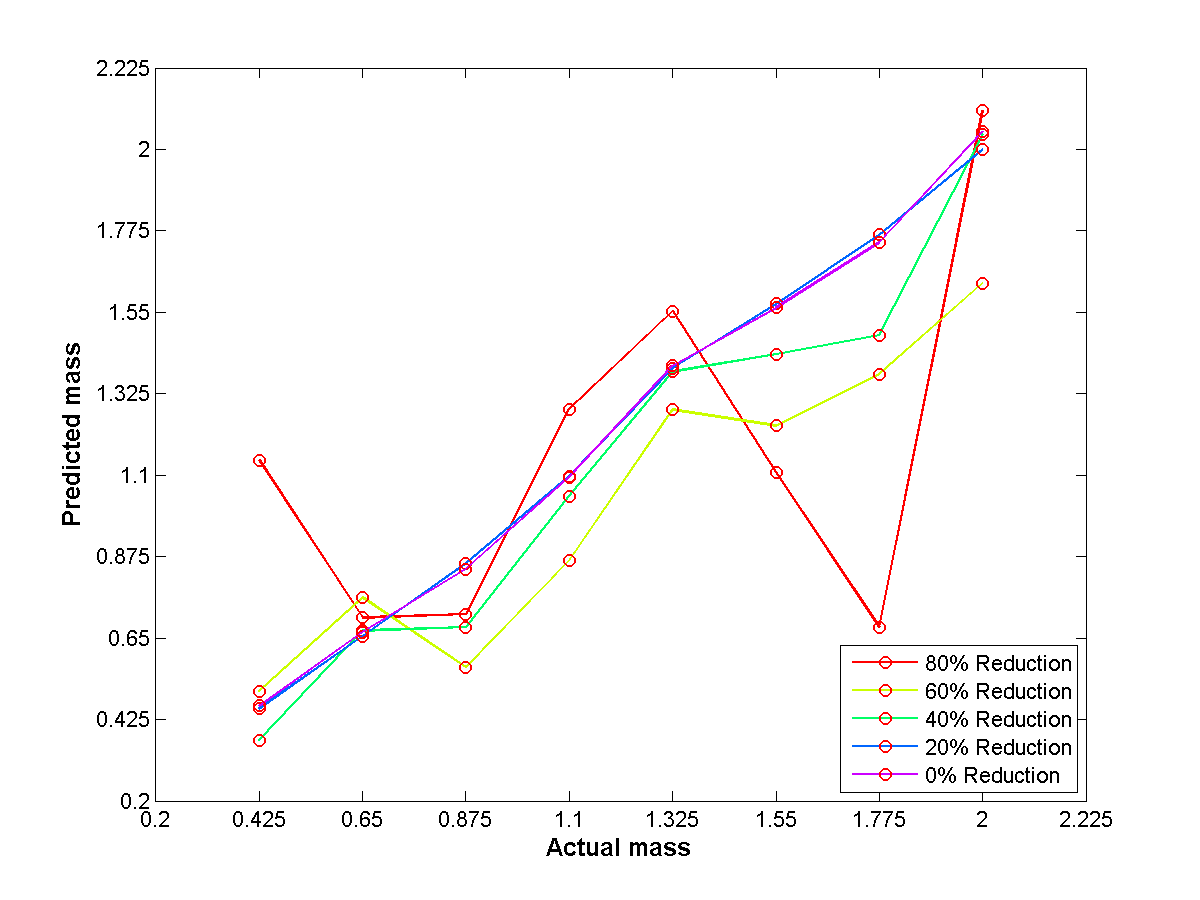 2.225
2
1.775
1.55
1.325
1.1
0.875
0.65
0.425
0.2
Predicted mass
80% Reduction
60% Reduction
40% Reduction
20% Reduction
0% Reduction
0.2 0.425 0.65 0.875 1.1 1.325 1.55 1.775 2 2.225
Actual mass